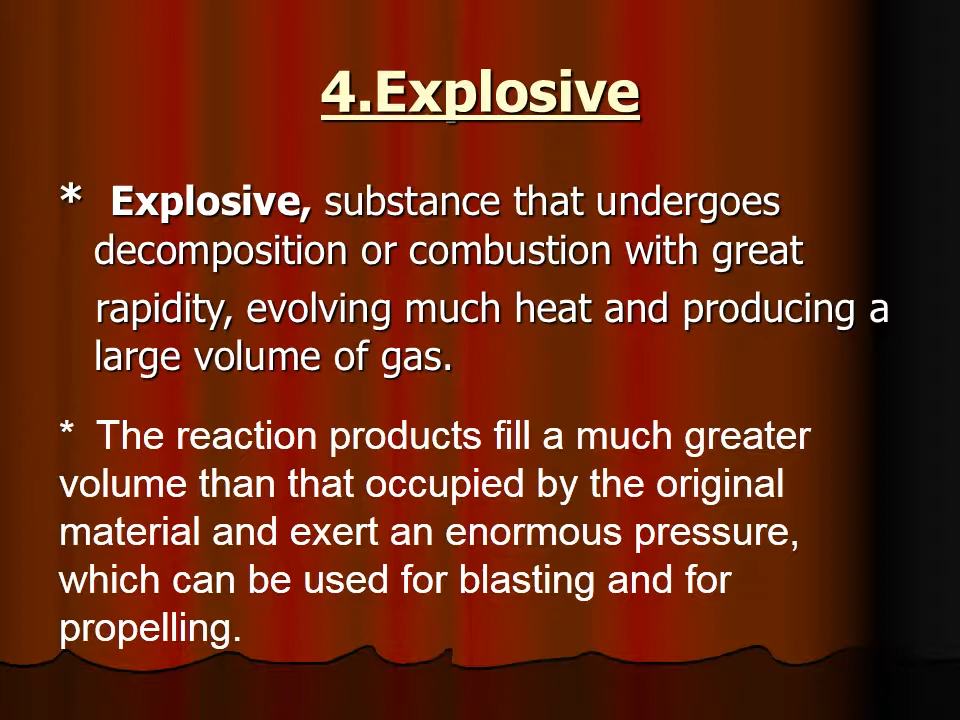 4.Explosive
* Explosive, substance that undergoes
decomposition or combustion with great
rapidity, evolving much heat and producing a
large volume of gas.
* The reaction products fill a much greater
volume than that occupied by the original
material and exert an enormous pressure,
which can be used for blasting and for
propelling.